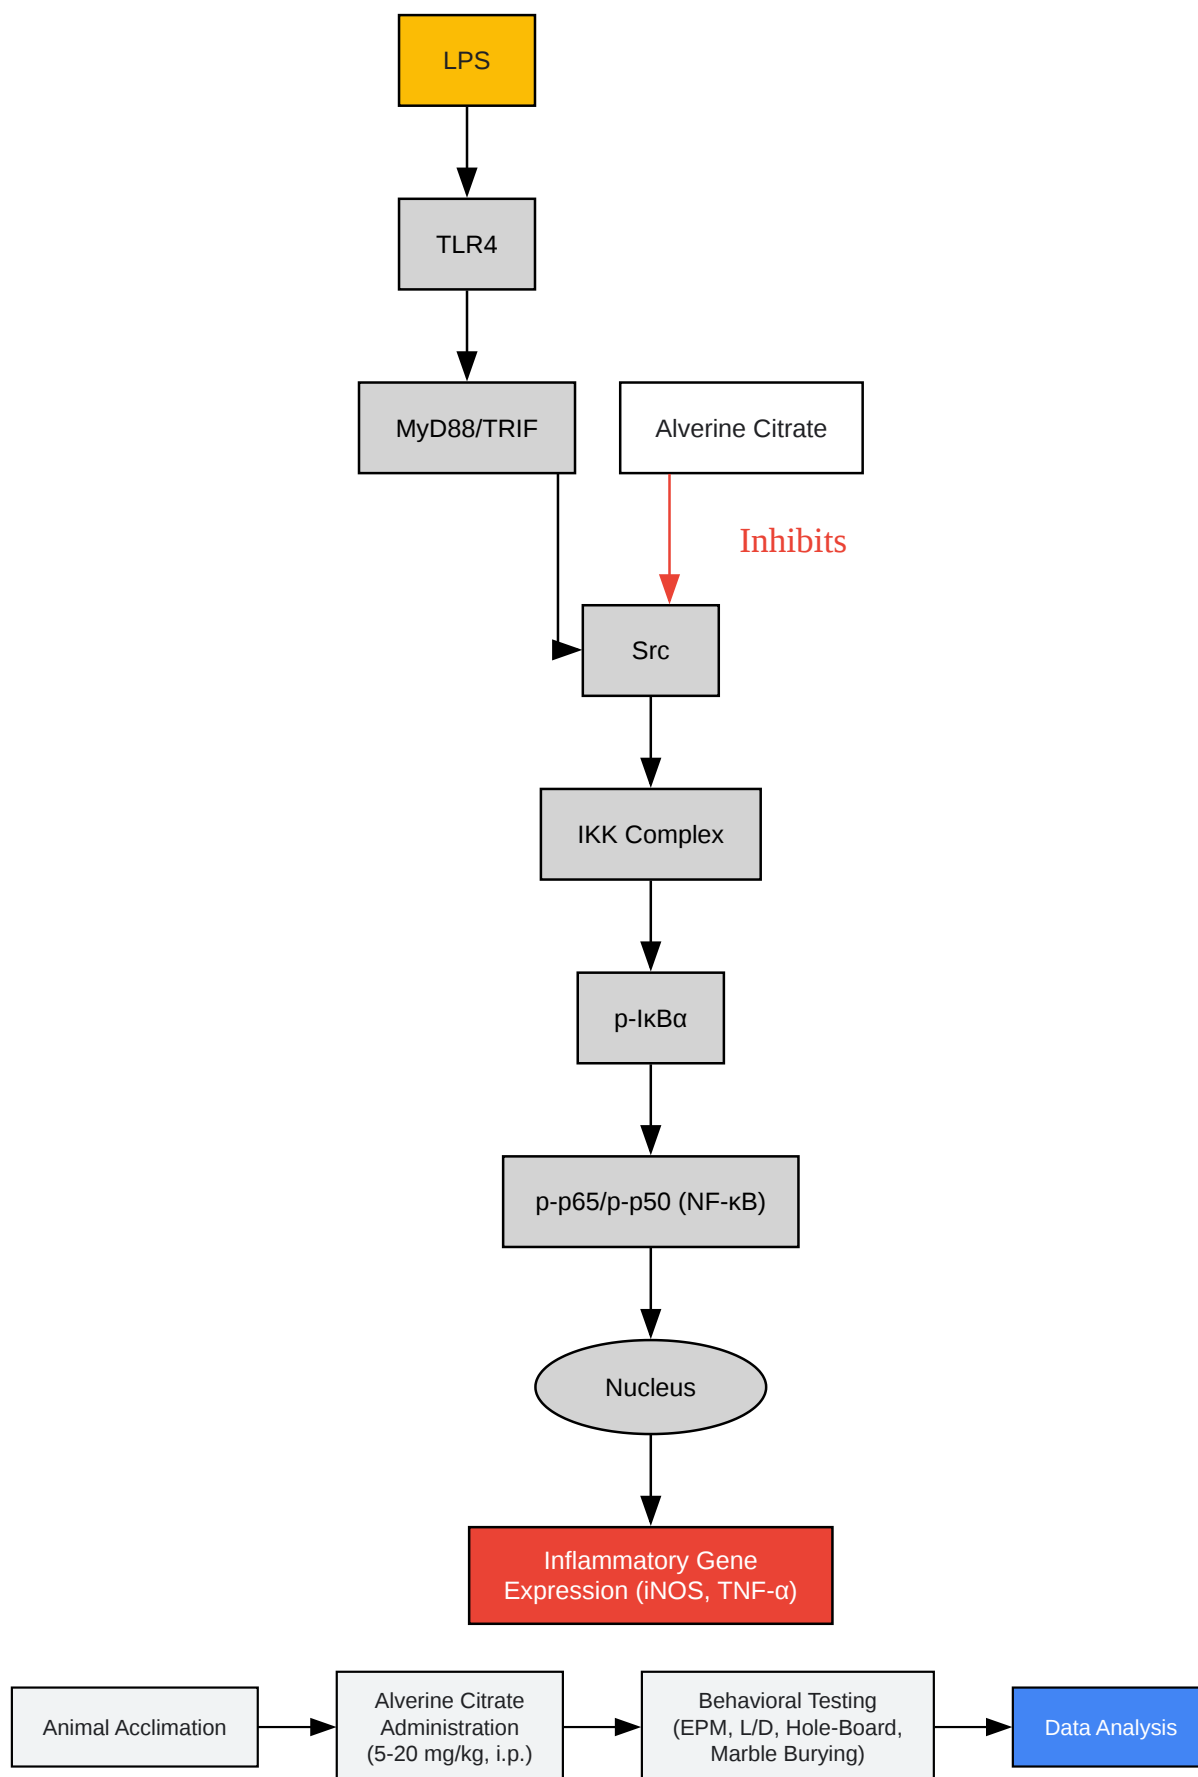 LPS
TLR4
MyD88/TRIF
Alverine Citrate
Inhibits
Src
IKK Complex
p-IκBα
p-p65/p-p50 (NF-κB)
Nucleus
Inflammatory Gene
Expression (iNOS, TNF-α)
Animal Acclimation
Alverine Citrate
Administration
(5-20 mg/kg, i.p.)
Behavioral Testing
(EPM, L/D, Hole-Board,
Marble Burying)
Data Analysis